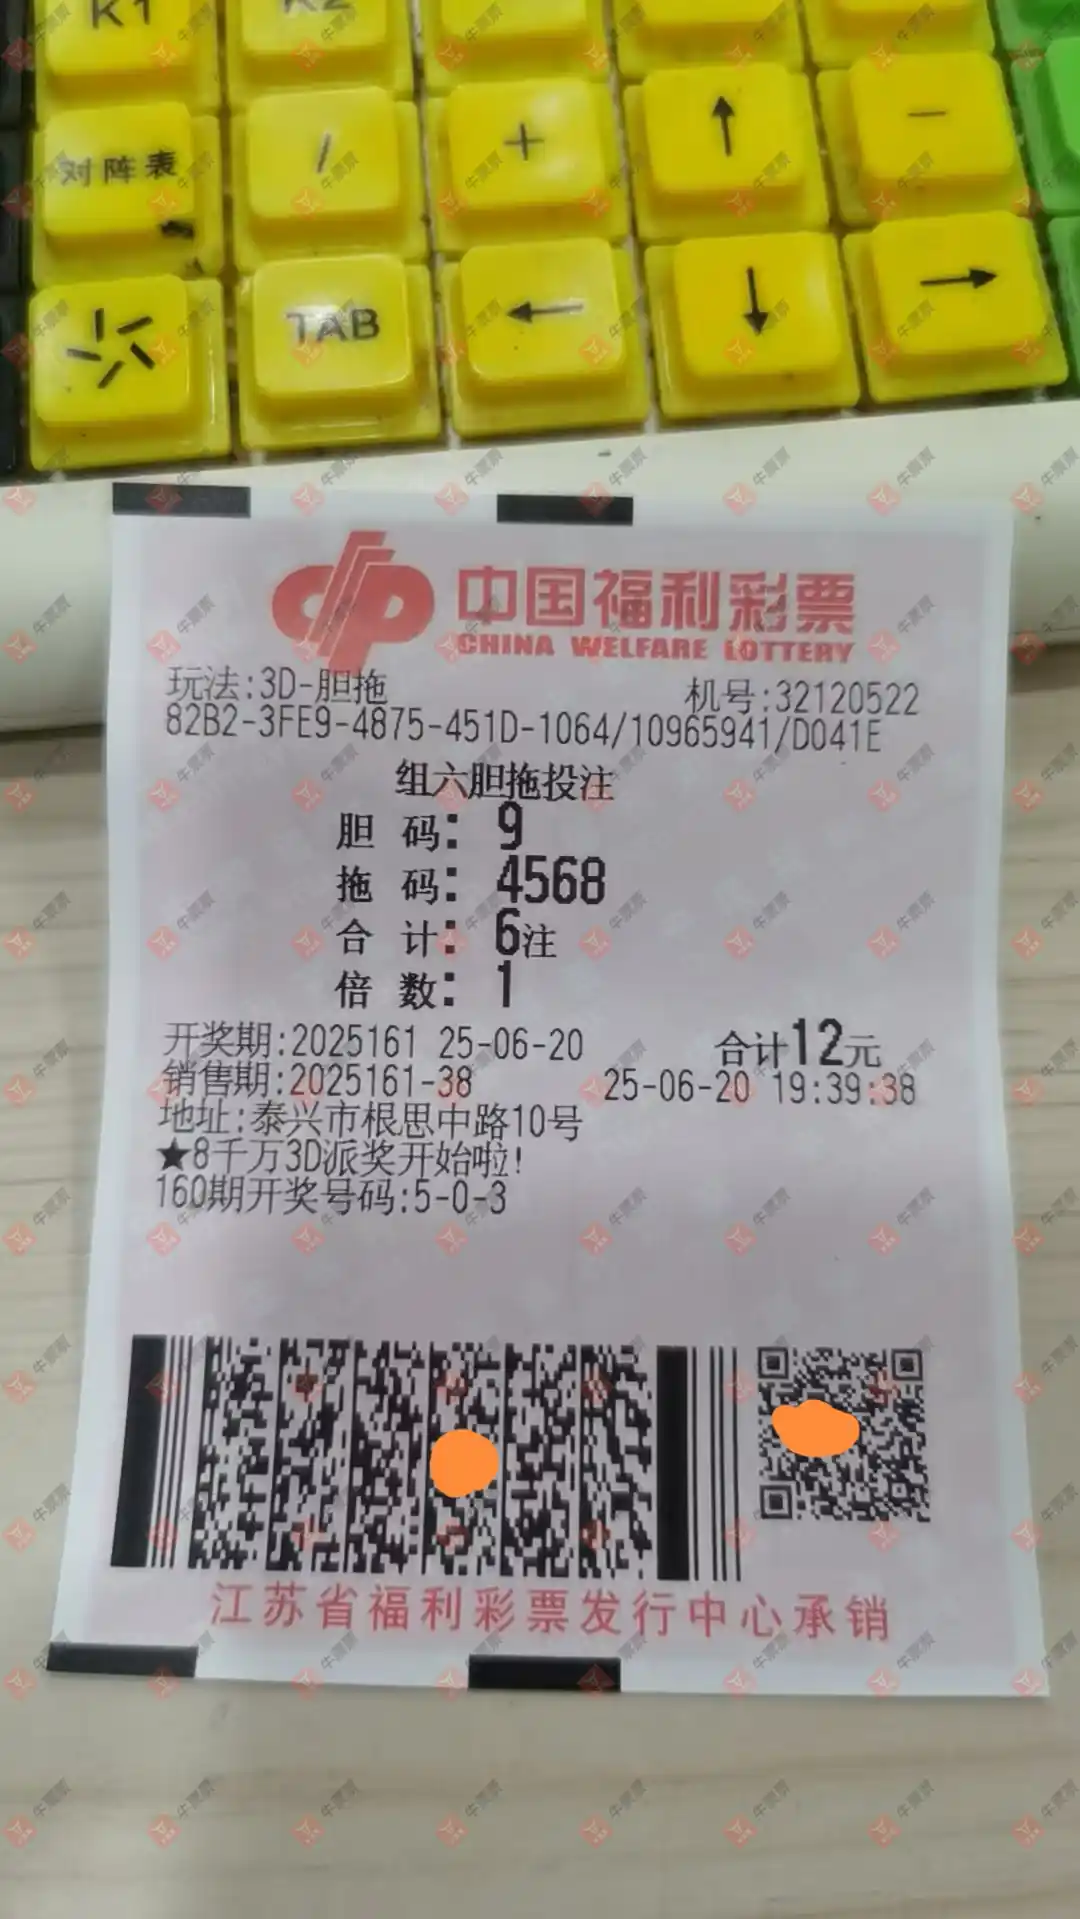 K1
K2
对阵表
/
+
↑
-
TAB
←
↓
→
中国福利彩票
CHINA WELFARE LOTTERY
玩法:3D-胆拖 机号:32120522
82B2-3FE9-4875-451D-1064/10965941/D041E
组六胆拖投注
胆 码: 9
拖 码: 4568
合 计: 6注
倍 数: 1
开奖期:2025161 25-06-20 合计12元
销售期:2025161-38 25-06-20 19:39:38
地址:泰兴市根思中路10号
★8千万3D派奖开始啦!
160期开奖号码:5-0-3
江苏省福利彩票发行中心承销
牛票票